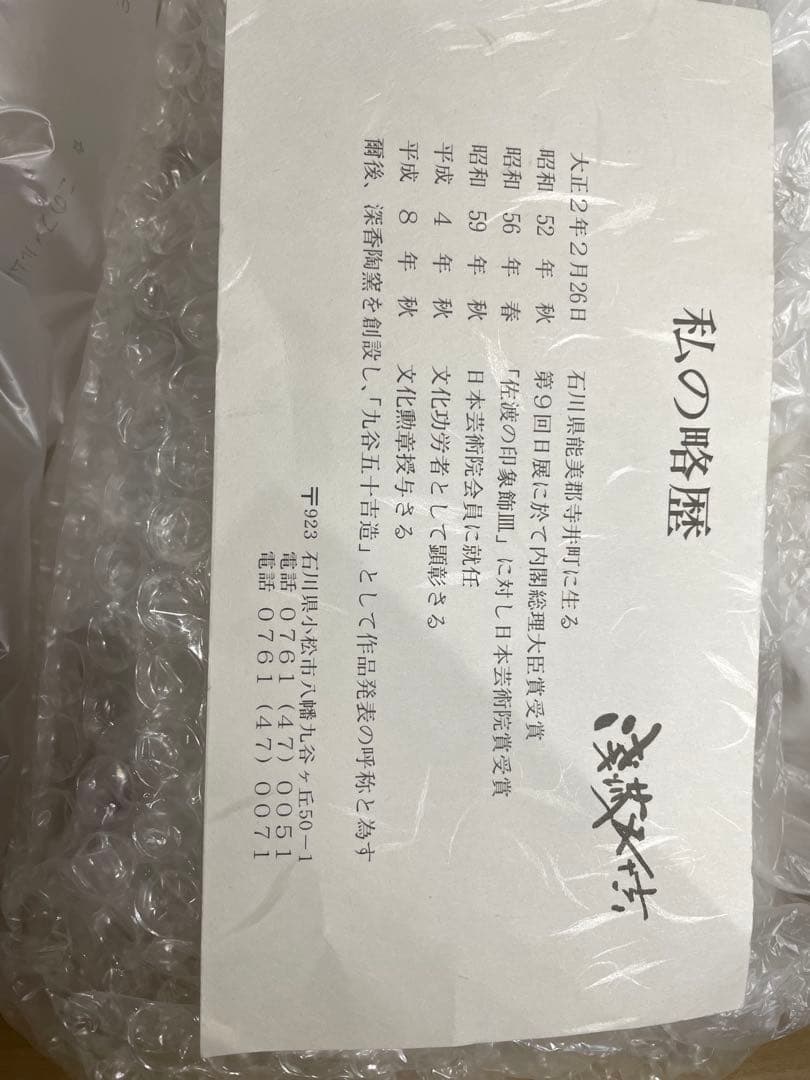 私の略歴
浅蔵五十吉
大正2年2月26日 石川県能美郡寺井町に生る
昭和 52 年 秋 第9回日展に於て内閣総理大臣賞受賞
昭和 56 年 春 「佐渡の印象飾皿」に対し日本芸術院賞受賞
昭和 59 年 秋 日本芸術院会員に就任
平成 4 年 秋 文化功労者として顕彰さる
平成 8 年 秋 文化勲章授与さる
爾後、深香陶窯を創設し、「九谷五十吉造」として作品発表の呼称と為す
〒923 石川県小松市八幡九谷ヶ丘50-1
電話 0761(47)0051
電話 0761(47)0071